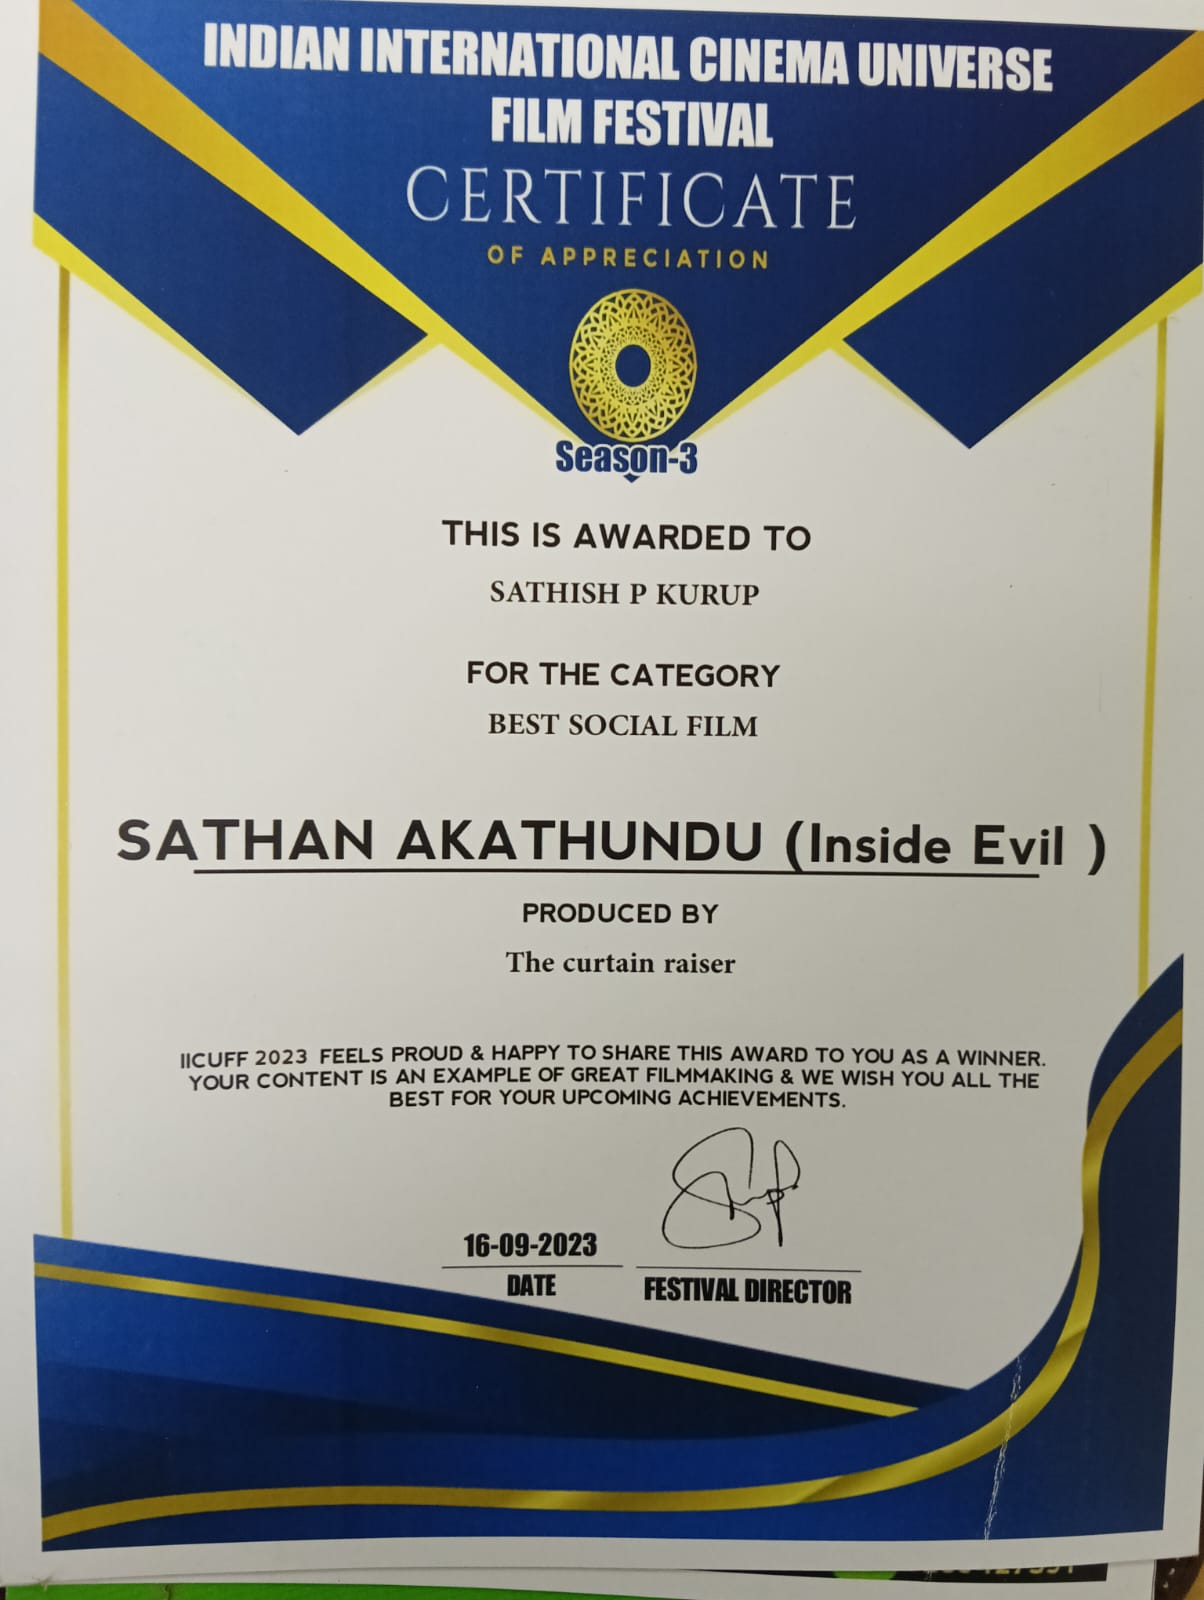 INDIAN INTERNATIONAL CINEMA UNIVERSE
FILM FESTIVAL
CERTIFICATE
OF APPRECIATION
Season-3
THIS IS AWARDED TO
SATHISH P KURUP
FOR THE CATEGORY
BEST SOCIAL FILM
SATHAN AKATHUNDU (Inside Evil )
PRODUCED BY
The curtain raiser
IICUFF 2023 FEELS PROUD & HAPPY TO SHARE THIS AWARD TO YOU AS A WINNER.
YOUR CONTENT IS AN EXAMPLE OF GREAT FILMMAKING & WE WISH YOU ALL THE
BEST FOR YOUR UPCOMING ACHIEVEMENTS.
16-09-2023
DATE
FESTIVAL DIRECTOR